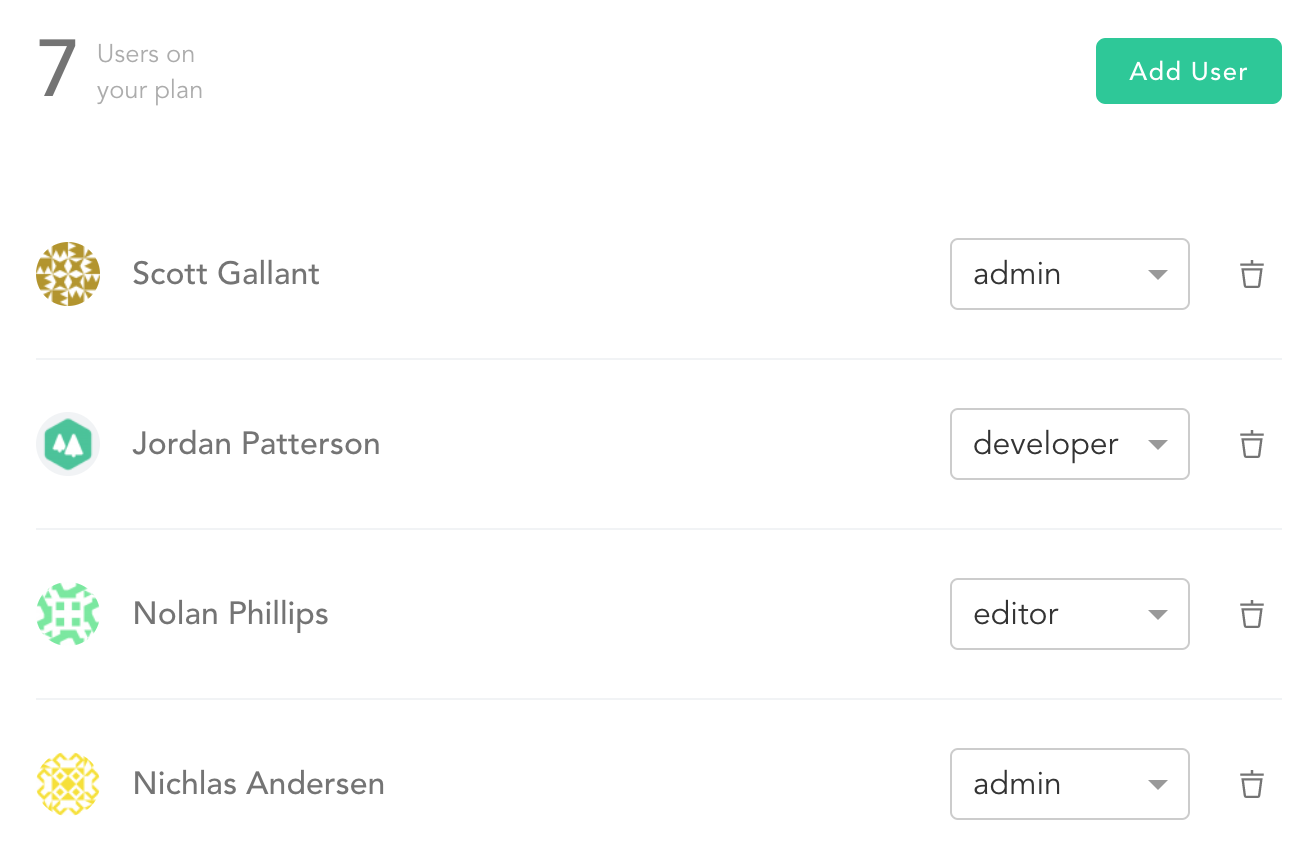 7
Users on
your plan
Add User
Scott Gallant
admin
Jordan Patterson
developer
Nolan Phillips
editor
Nichlas Andersen
admin